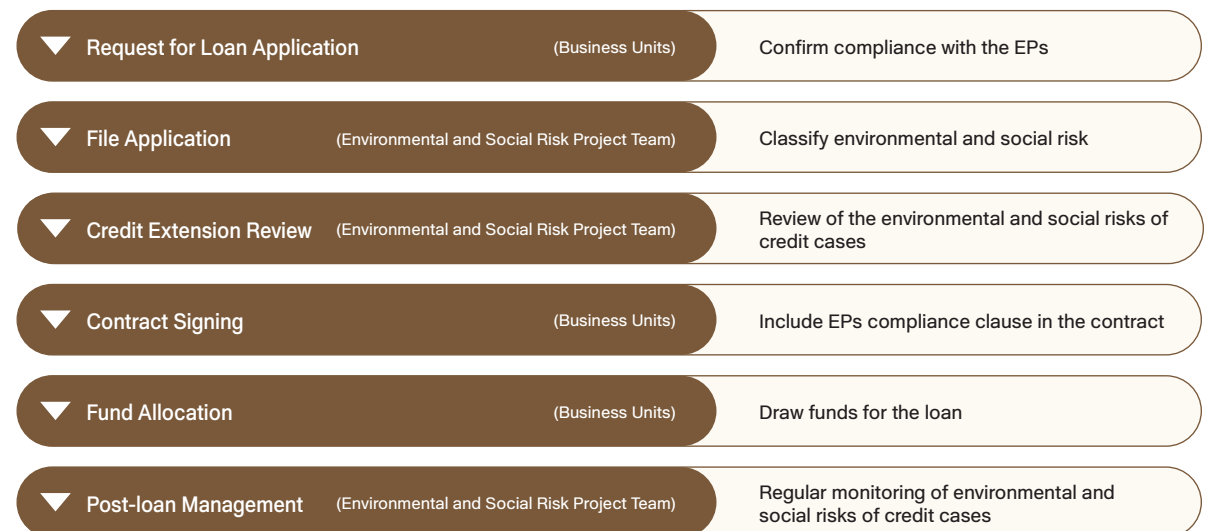 Request for Loan Application (Business Units) Confirm compliance with the EPs
File Application (Environmental and Social Risk Project Team) Classify environmental and social risk
Credit Extension Review (Environmental and Social Risk Project Team) Review of the environmental and social risks of
credit cases
Contract Signing (Business Units) Include EPs compliance clause in the contract
Fund Allocation (Business Units) Draw funds for the loan
Post-loan Management (Environmental and Social Risk Project Team) Regular monitoring of environmental and
social risks of credit cases